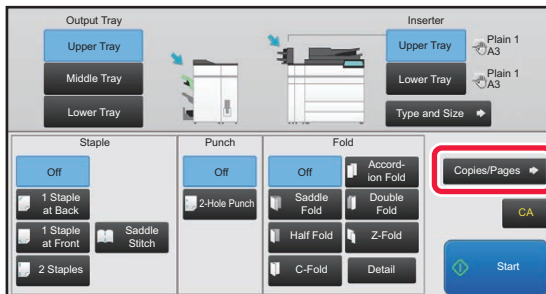 Output Tray
Upper Tray
Middle Tray
Lower Tray
Inserter
Upper Tray
Plain 1
A3
Lower Tray
Plain 1
A3
Type and Size
Staple
Off
1 Staple
at Back
1 Staple
at Front
Saddle
Stitch
2 Staples
Punch
Off
2-Hole Punch
Fold
Off
Accord-
ion Fold
Saddle
Fold
Double
Fold
Half Fold
Z-Fold
C-Fold
Detail
Copies/Pages
CA
Start